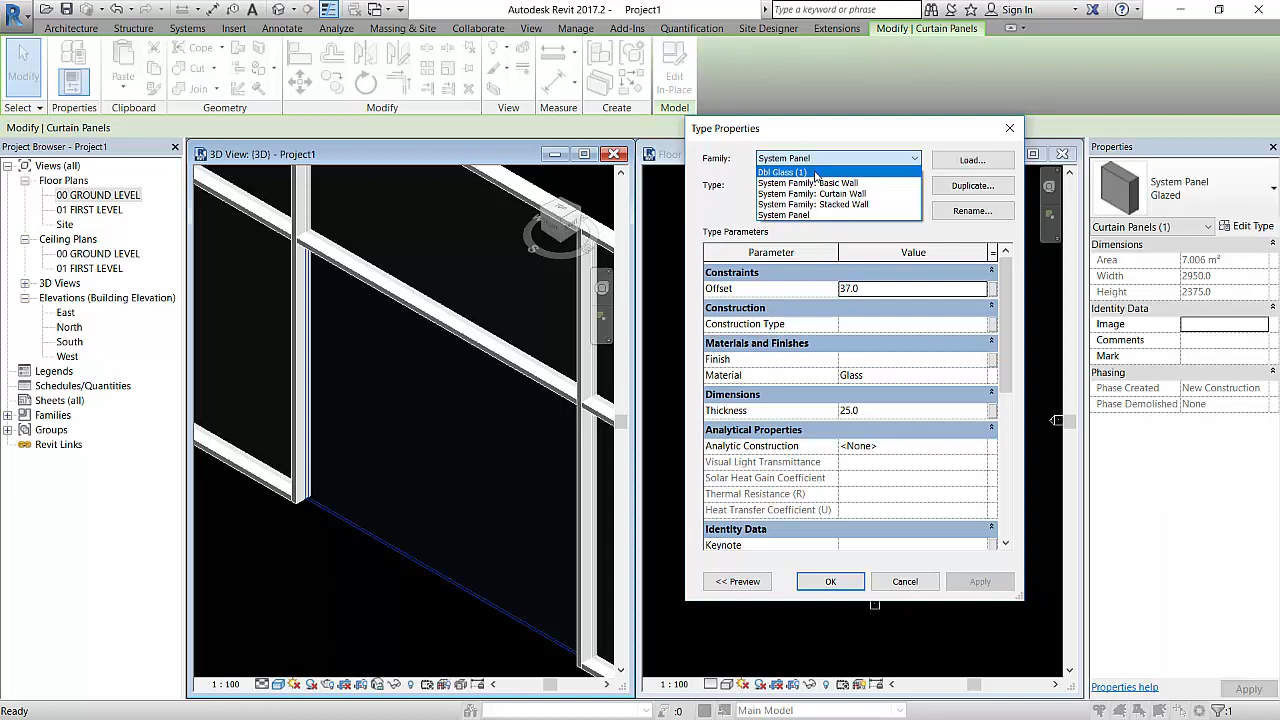 Autodesk Revit 2017.2 - Project1
Type a keyword or phrase
Sign In
Architecture Structure Systems Insert Annotate Analyze Massing & Site Collaborate View Manage Add-Ins Quantification Site Designer Extensions Modify | Curtain Panels
Modify
Paste
Cope
Cut
Join
Edit
In-Place
Select Properties Clipboard Geometry Modify View Measure Create Model
Modify | Curtain Panels
Project Browser - Project1
Views (all)
Floor Plans
00 GROUND LEVEL
01 FIRST LEVEL
Site
Ceiling Plans
00 GROUND LEVEL
01 FIRST LEVEL
3D Views
Elevations (Building Elevation)
East
North
South
West
Legends
Schedules/Quantities
Sheets (all)
Families
Groups
Revit Links
3D View: {3D} - Project1
1 : 100
Floor
1 : 100
Type Properties
Family:
System Panel
Load...
Dbl Glass (1)
System Family: Basic Wall
System Family: Curtain Wall
System Family: Stacked Wall
System Panel
Type:
Duplicate...
Rename...
Type Parameters
Parameter Value =
Constraints
Offset 37.0
Construction
Construction Type
Materials and Finishes
Finish
Material Glass
Dimensions
Thickness 25.0
Analytical Properties
Analytic Construction <None>
Visual Light Transmittance
Solar Heat Gain Coefficient
Thermal Resistance (R)
Heat Transfer Coefficient (U)
Identity Data
Keynote
<< Preview OK Cancel Apply
Properties
System Panel
Glazed
Curtain Panels (1)
Edit Type
Dimensions
Area 7.006 m²
Width 2950.0
Height 2375.0
Identity Data
Image
Comments
Mark
Phasing
Phase Created New Construction
Phase Demolished None
Properties help
Apply
Ready
:0
Main Model
:1